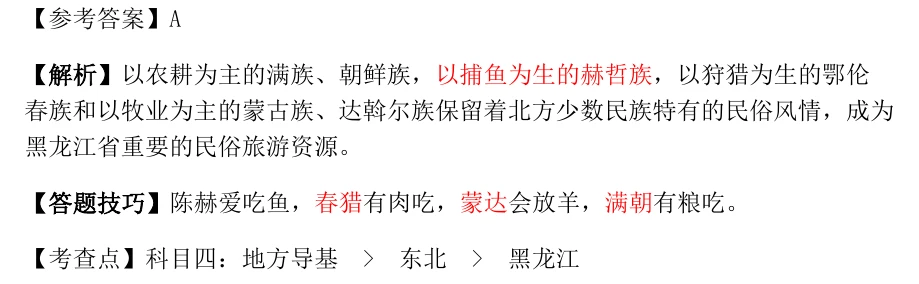 【参考答案】A
【解析】以农耕为主的满族、朝鲜族，以捕鱼为生的赫哲族，以狩猎为生的鄂伦
春族和以牧业为主的蒙古族、达斡尔族保留着北方少数民族特有的民俗风情，成为
黑龙江省重要的民俗旅游资源。
【答题技巧】陈赫爱吃鱼，春猎有肉吃，蒙达会放羊，满朝有粮吃。
【考查点】科目四：地方导基 > 东北 > 黑龙江